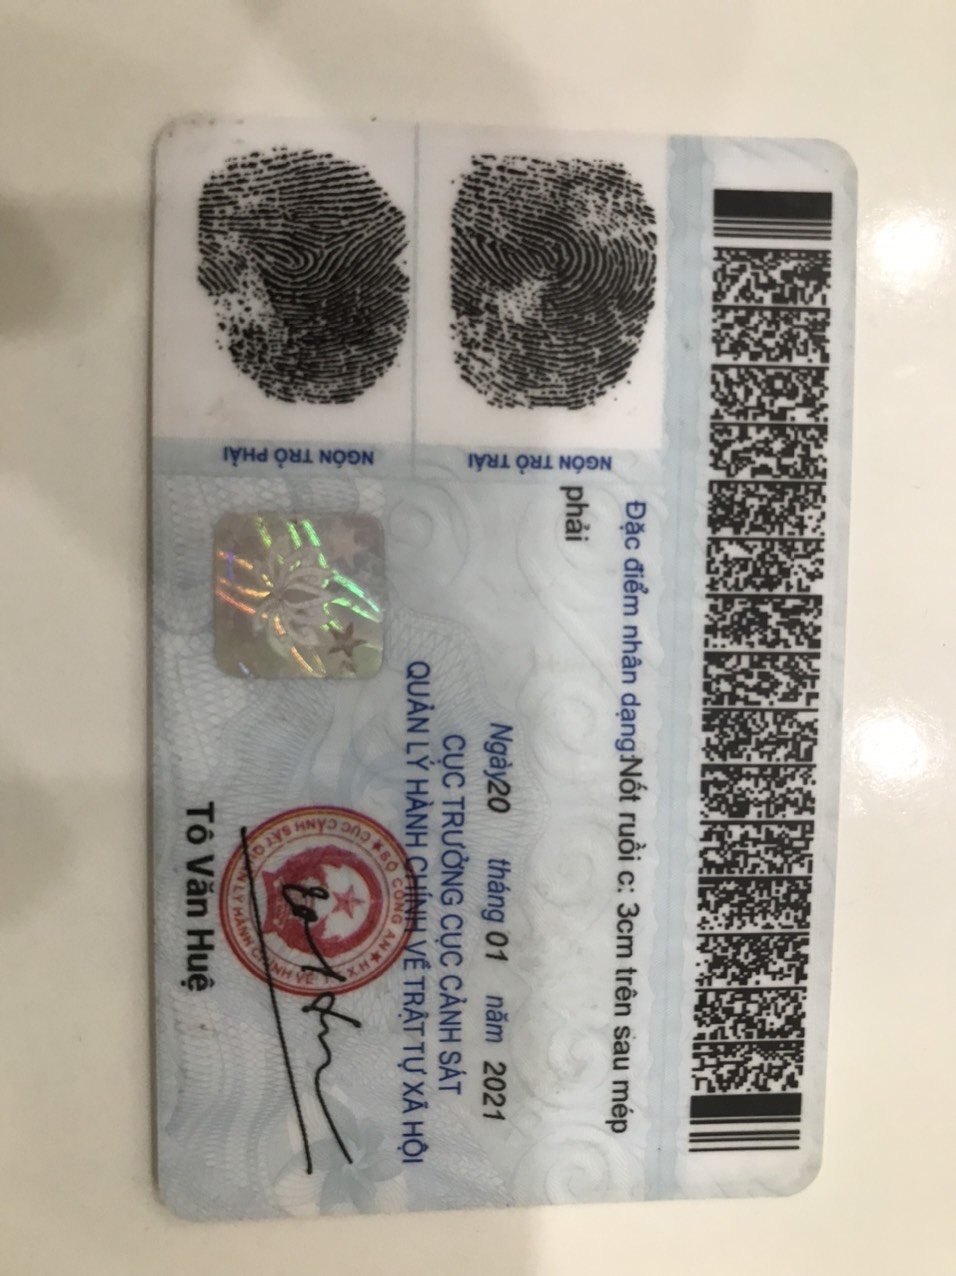 Đặc điểm nhân dạng:Nốt ruồi c: 3cm trên sau mép
phải
NGÓN TRỎ TRÁI
NGÓN TRỎ PHẢI
Ngày20 tháng 01 năm 2021
CỤC TRƯỞNG CỤC CẢNH SÁT
QUẢN LÝ HÀNH CHÍNH VỀ TRẬT TỰ XÃ HỘI
BỘ CÔNG AN
CỤC CẢNH SÁT QUẢN LÝ HÀNH CHÍNH VỀ
X.H
Tô Văn Huệ